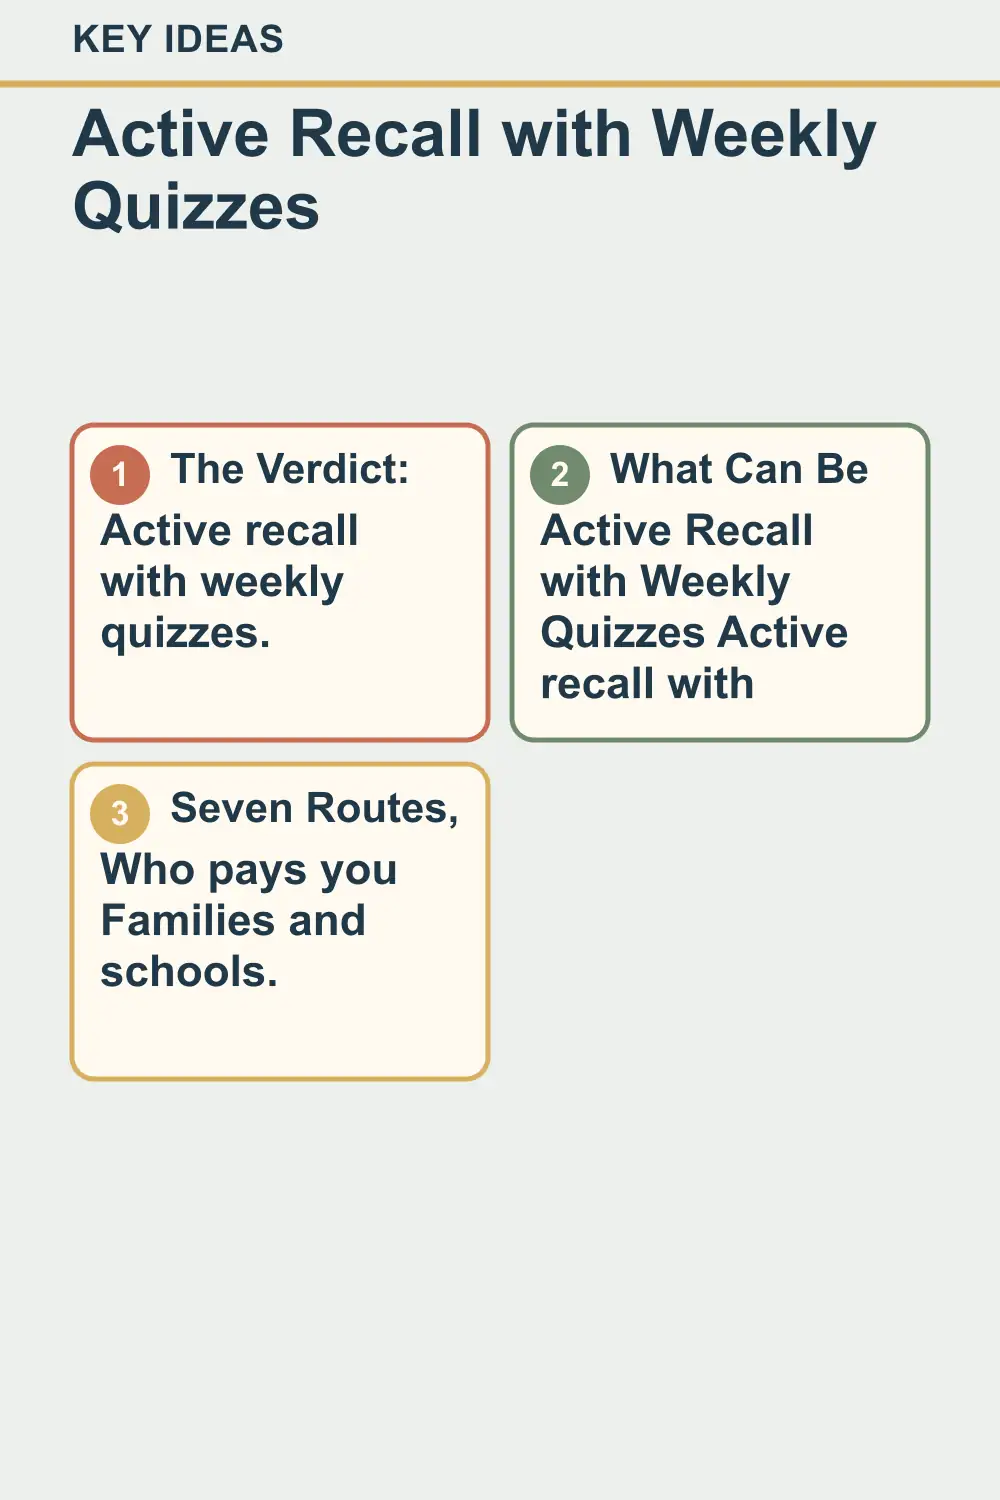 KEY IDEAS
Active Recall with Weekly
Quizzes
1 The Verdict:
Active recall
with weekly
quizzes.
2 What Can Be
Active Recall
with Weekly
Quizzes Active
recall with
3 Seven Routes,
Who pays you
Families and
schools.